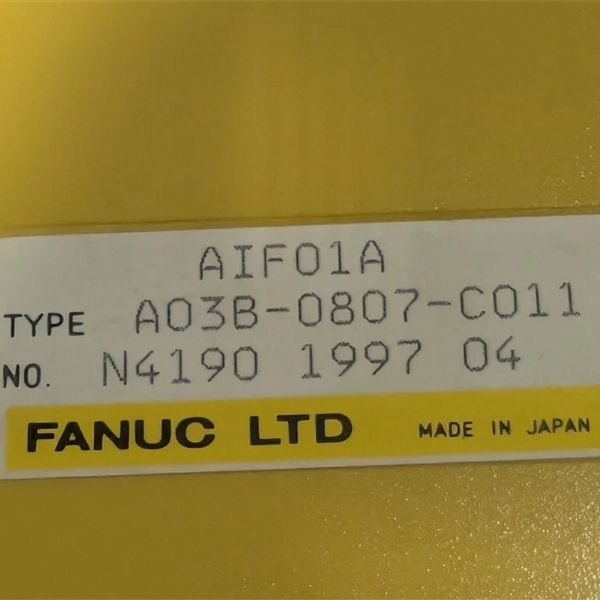 AIF01A
TYPE A03B-0807-C011
NO. N4190 1997 04
FANUC LTD MADE IN JAPAN